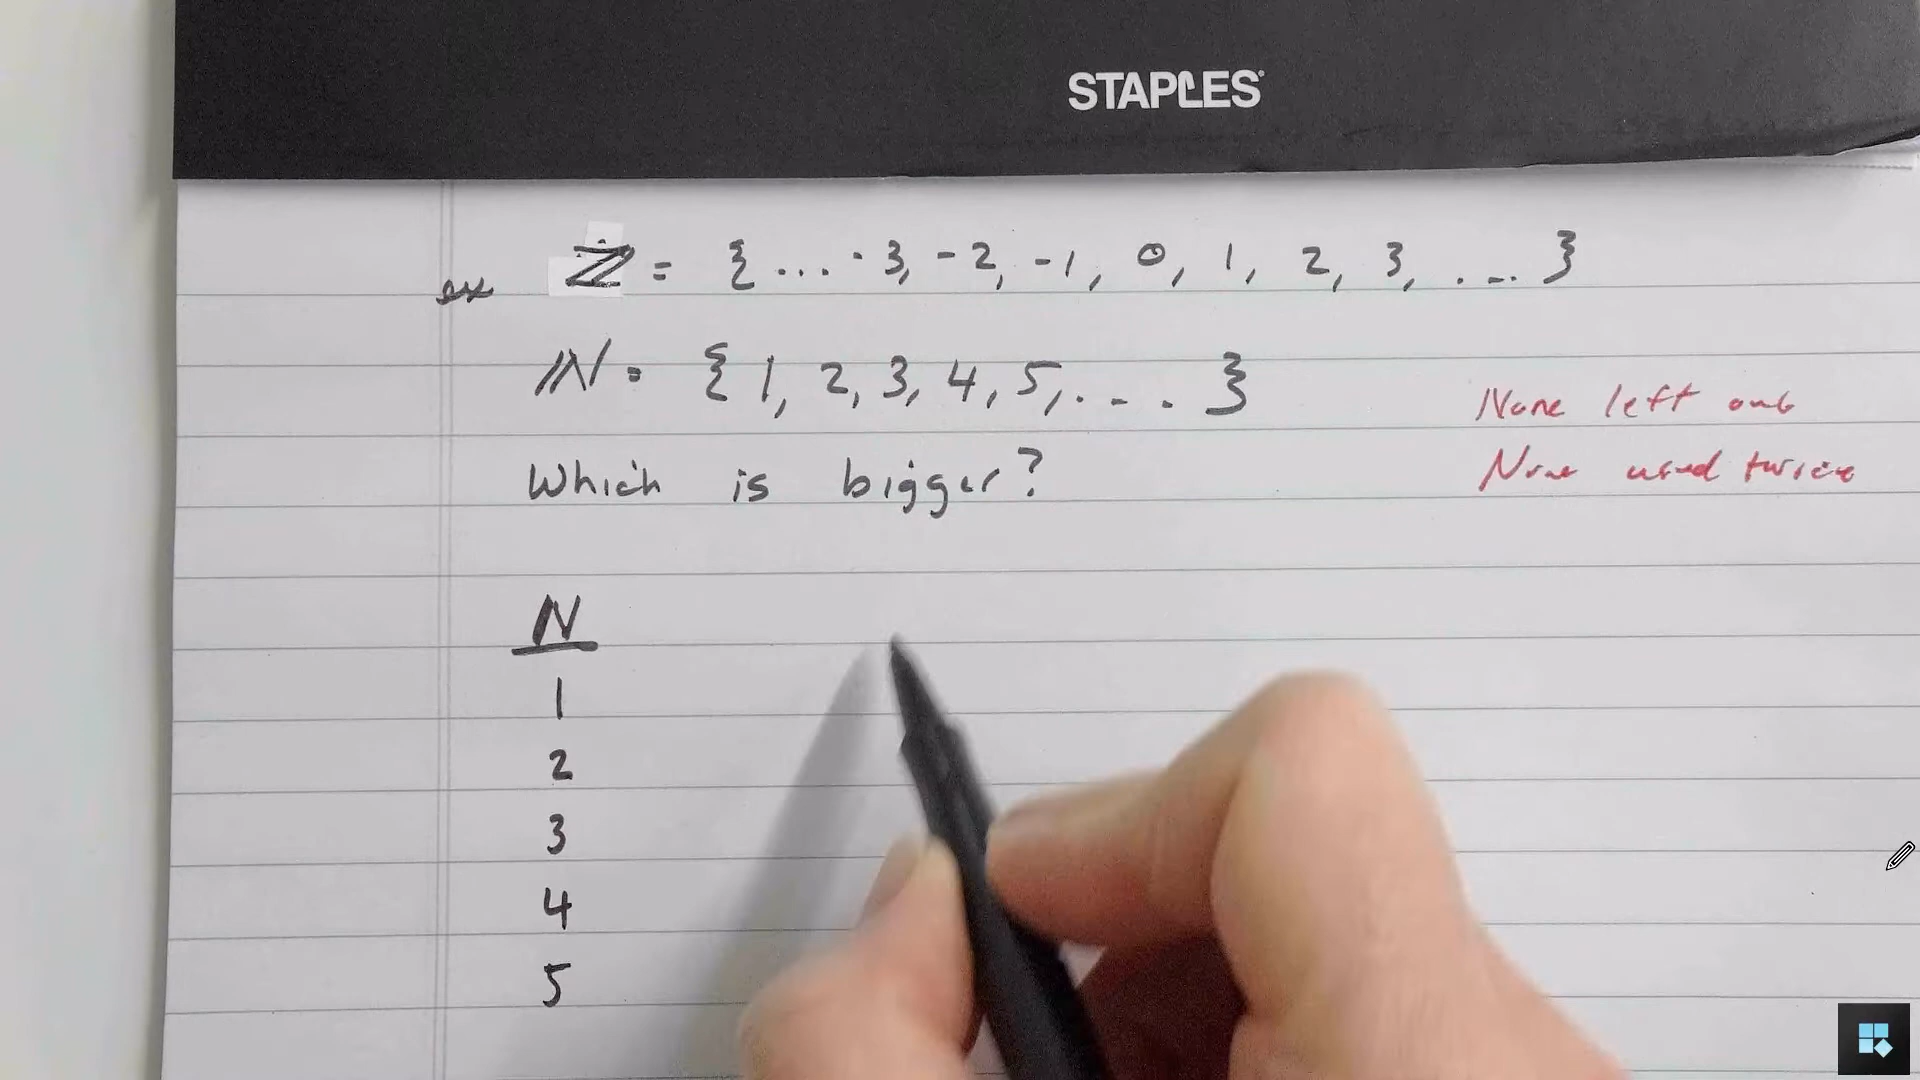 STAPLES
ex ℤ = { ... -3, -2, -1, 0, 1, 2, 3, ... }
ℕ = { 1, 2, 3, 4, 5, ... }
Which is bigger?
None left out
None used twice
N
1
2
3
4
5